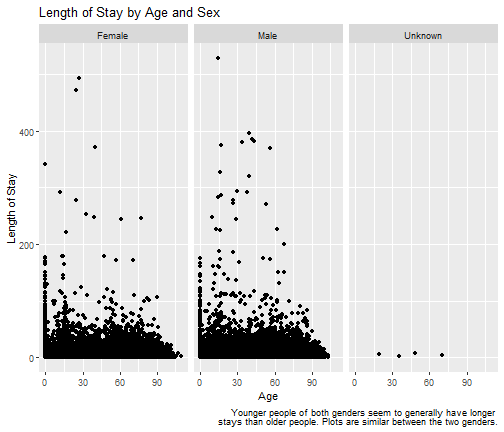 Length of Stay by Age and Sex
Female Male Unknown
Length of Stay
400
200
0
0 30 60 90 0 30 60 90 0 30 60 90
Age
Younger people of both genders seem to generally have longer
stays than older people. Plots are similar between the two genders.